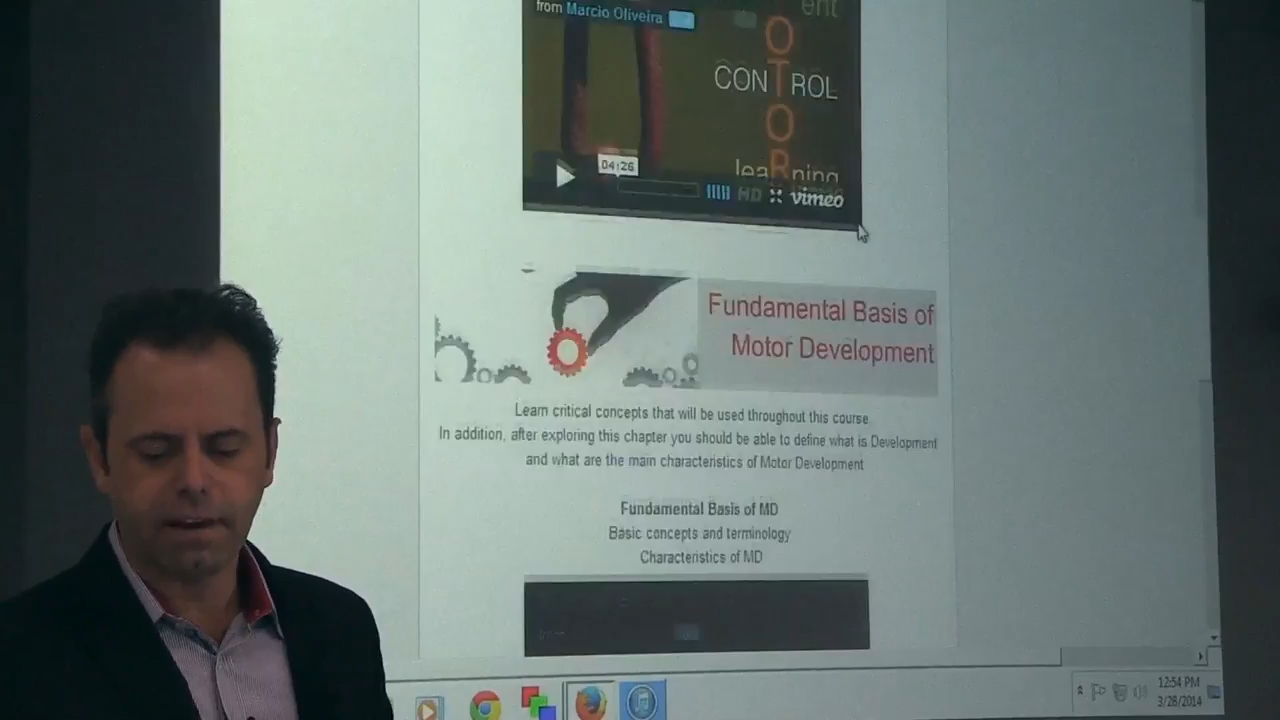 ent
from Marcio Oliveira
O
CONTROL
O
leaRning
04:26
HD vimeo
Fundamental Basis of
Motor Development
Learn critical concepts that will be used throughout this course
In addition, after exploring this chapter you should be able to define what is Development
and what are the main characteristics of Motor Development
Fundamental Basis of MD
Basic concepts and terminology
Characteristics of MD
12:54 PM
3/28/2014